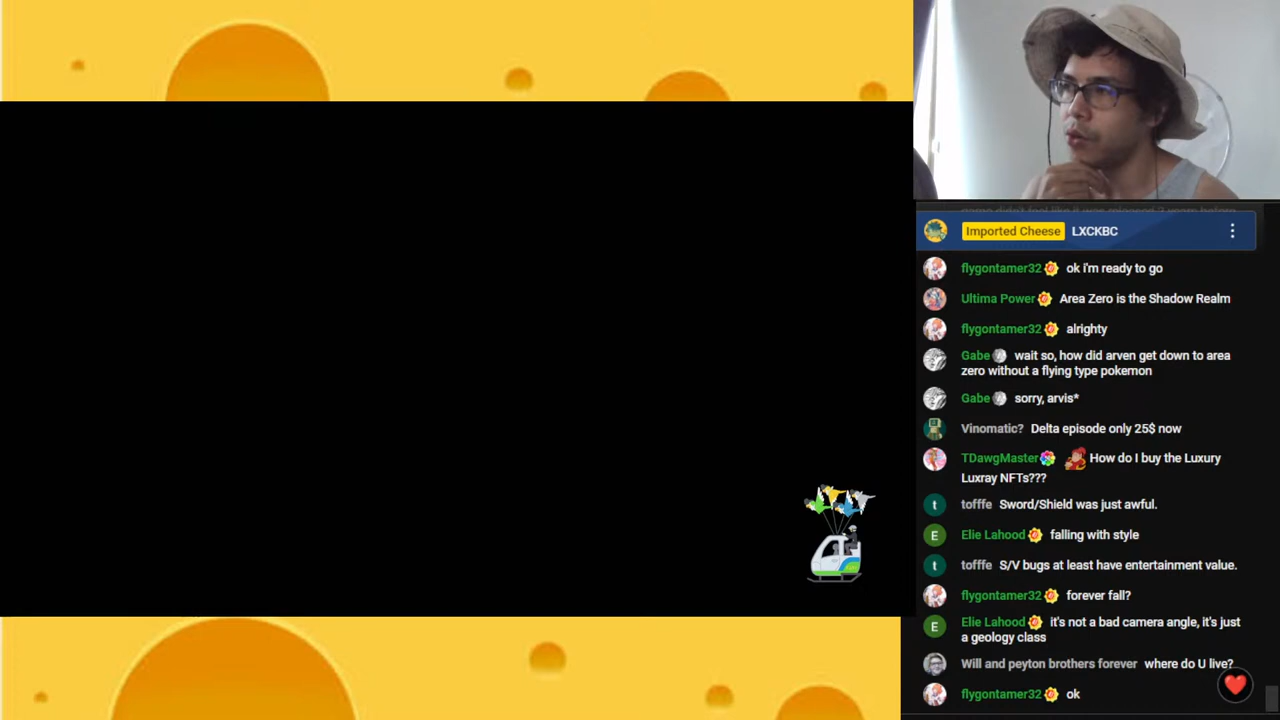 Imported Cheese LXCKBC
flygontamer32 ok i'm ready to go
Ultima Power Area Zero is the Shadow Realm
flygontamer32 alrighty
Gabe wait so, how did arven get down to area
zero without a flying type pokemon
Gabe sorry, arvis*
Vinomatic? Delta episode only 25$ now
TDawgMaster How do I buy the Luxury
Luxray NFTs???
tofffe Sword/Shield was just awful.
Elie Lahood falling with style
tofffe S/V bugs at least have entertainment value.
flygontamer32 forever fall?
Elie Lahood it's not a bad camera angle, it's just
a geology class
Will and peyton brothers forever where do U live?
flygontamer32 ok